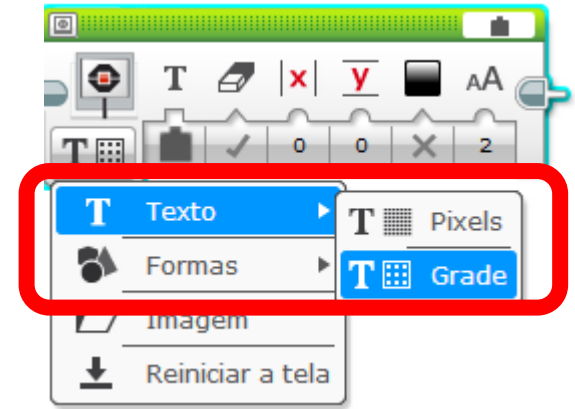 T x y AA
T 0 0 2
T Texto T Pixels
Formas T Grade
Imagem
Reiniciar a tela